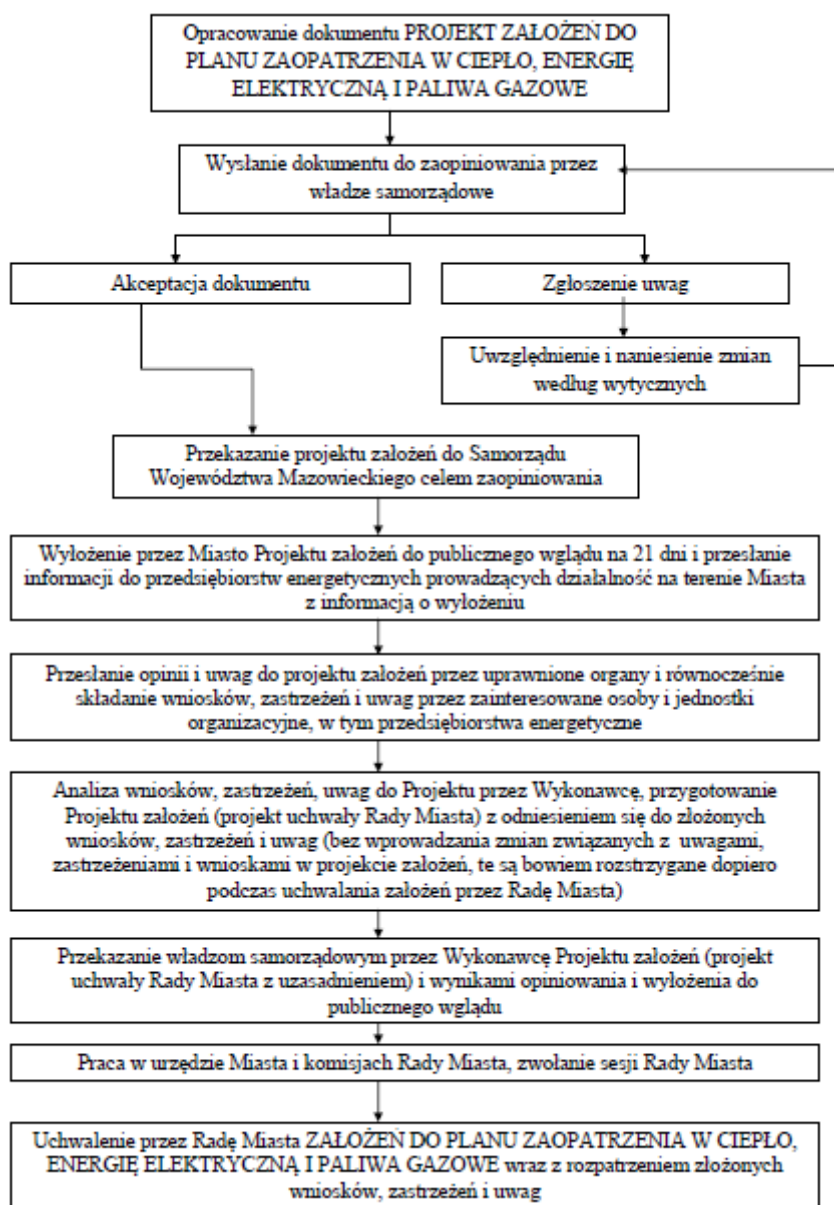 Opracowanie dokumentu PROJEKT ZAŁOŻEŃ DO
PLANU ZAOPATRZENIA W CIEPŁO, ENERGIĘ
ELEKTRYCZNĄ I PALIWA GAZOWE
Wysłanie dokumentu do zaopiniowania przez
władze samorządowe
Akceptacja dokumentu
Zgłoszenie uwag
Uwzględnienie i naniesienie zmian
według wytycznych
Przekazanie projektu założeń do Samorządu
Województwa Mazowieckiego celem zaopiniowania
Wyłożenie przez Miasto Projektu założeń do publicznego wglądu na 21 dni i przesłanie
informacji do przedsiębiorstw energetycznych prowadzących działalność na terenie Miasta
z informacją o wyłożeniu
Przesłanie opinii i uwag do projektu założeń przez uprawnione organy i równocześnie
składanie wniosków, zastrzeżeń i uwag przez zainteresowane osoby i jednostki
organizacyjne, w tym przedsiębiorstwa energetyczne
Analiza wniosków, zastrzeżeń, uwag do Projektu przez Wykonawcę, przygotowanie
Projektu założeń (projekt uchwały Rady Miasta) z odniesieniem się do złożonych
wniosków, zastrzeżeń i uwag (bez wprowadzania zmian związanych z uwagami,
zastrzeżeniami i wnioskami w projekcie założeń, te są bowiem rozstrzygane dopiero
podczas uchwalania założeń przez Radę Miasta)
Przekazanie władzom samorządowym przez Wykonawcę Projektu założeń (projekt
uchwały Rady Miasta z uzasadnieniem) i wynikami opiniowania i wyłożenia do
publicznego wglądu
Praca w urzędzie Miasta i komisjach Rady Miasta, zwołanie sesji Rady Miasta
Uchwalenie przez Radę Miasta ZAŁOŻEŃ DO PLANU ZAOPATRZENIA W CIEPŁO,
ENERGIĘ ELEKTRYCZNĄ I PALIWA GAZOWE wraz z rozpatrzeniem złożonych
wniosków, zastrzeżeń i uwag